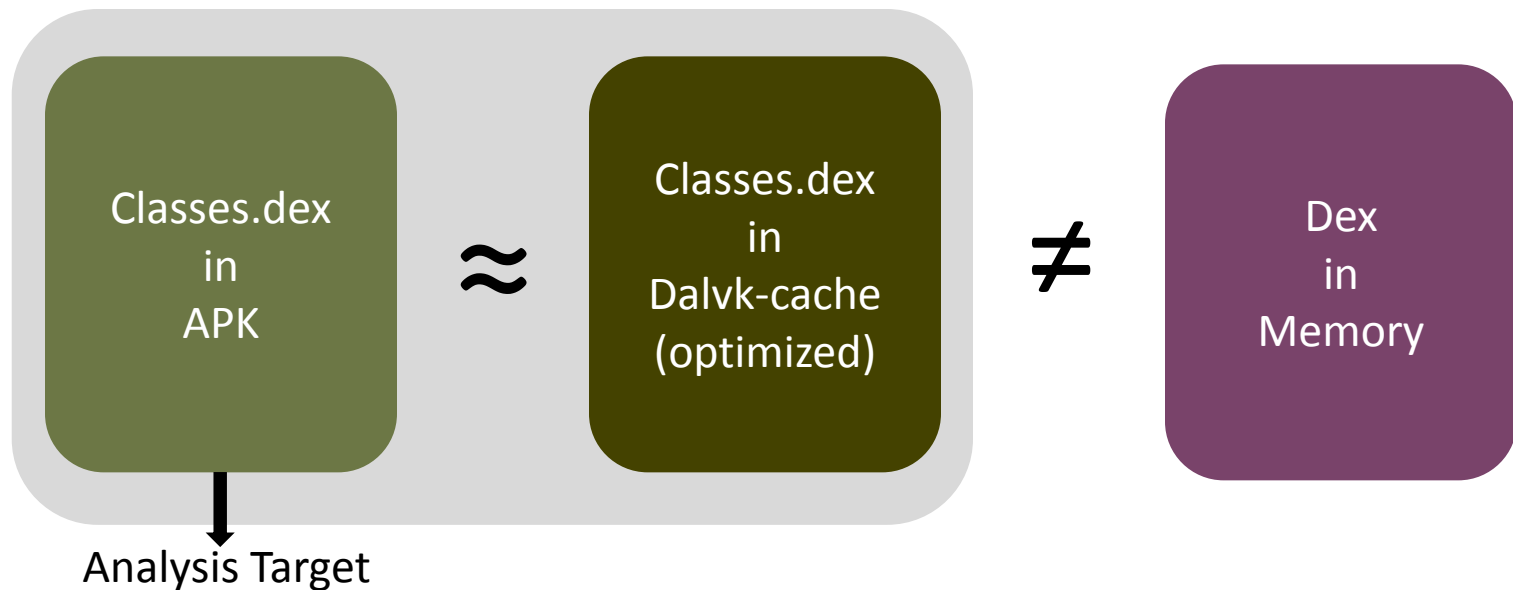 Classes.dex
in
APK
≈
Classes.dex
in
Dalvk-cache
(optimized)
≠
Dex
in
Memory
Analysis Target